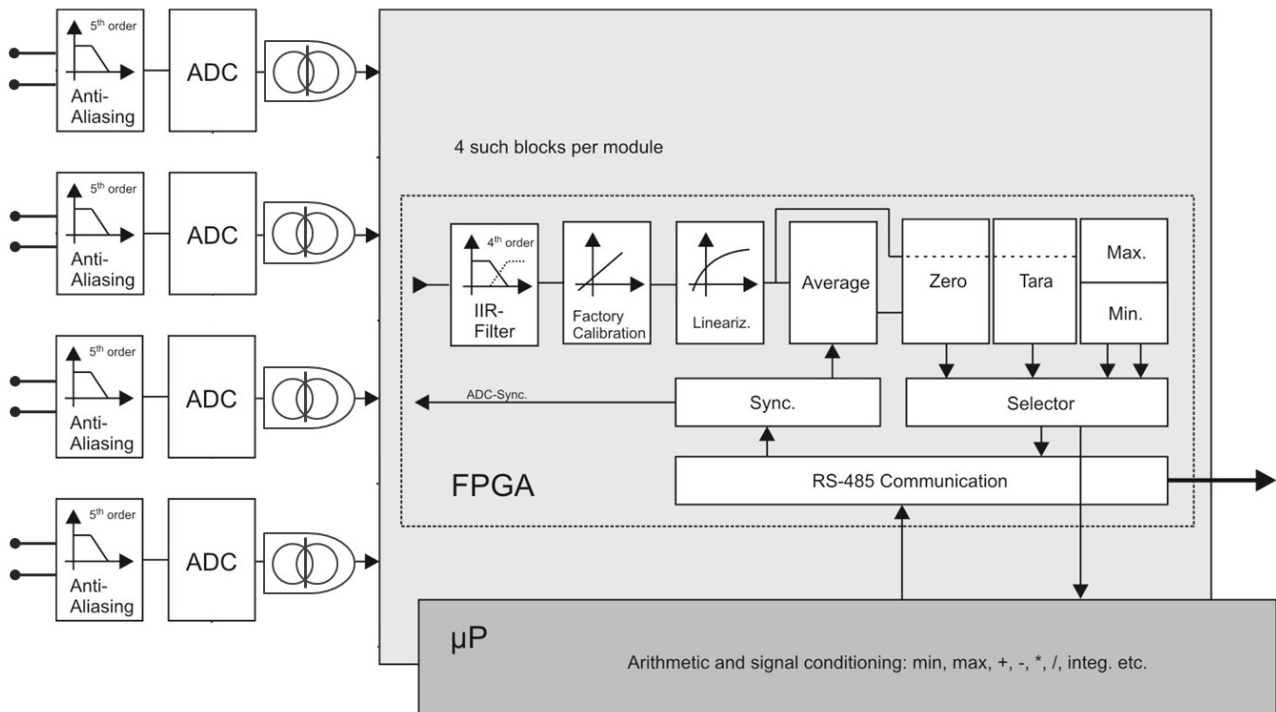 5th order
Anti-
Aliasing
ADC
5th order
Anti-
Aliasing
ADC
5th order
Anti-
Aliasing
ADC
5th order
Anti-
Aliasing
ADC
4 such blocks per module
4th order
IIR-
Filter
Factory
Calibration
Lineariz.
Average
Zero
Tara
Max.
Min.
ADC-Sync.
Sync.
Selector
FPGA
RS-485 Communication
µP
Arithmetic and signal conditioning: min, max, +, -, *, /, integ. etc.